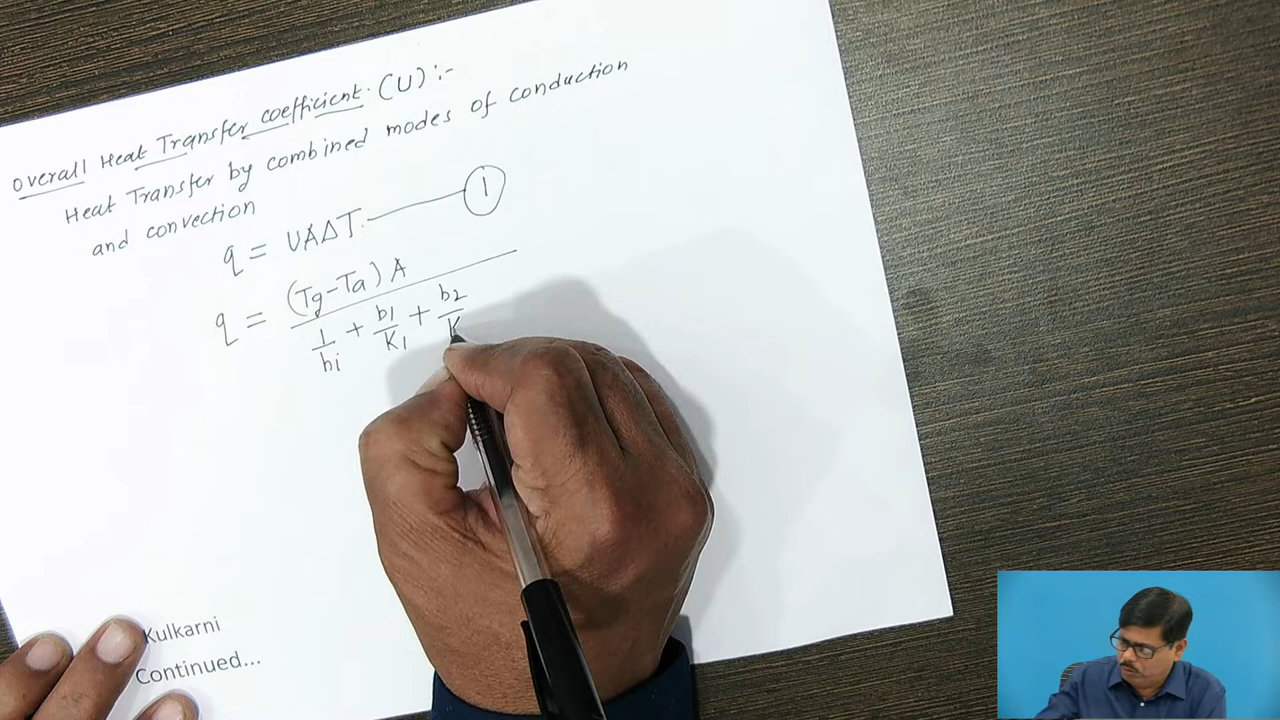 Overall Heat Transfer coefficient (U) :-
Heat Transfer by combined modes of conduction
and convection
q = UAΔT — 1
q = (Tg-Ta) A
1/hi + b1/K1 + b2/K
Kulkarni
Continued...